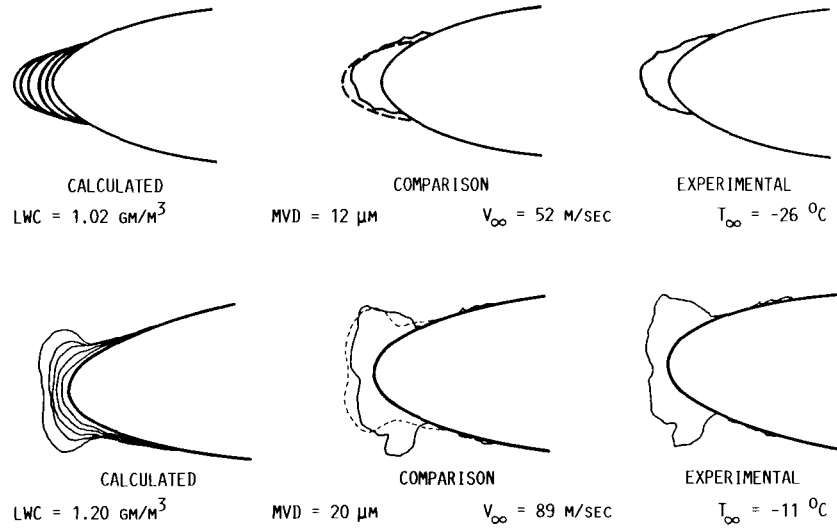 CALCULATED COMPARISON EXPERIMENTAL
LWC = 1.02 GM/M³ MVD = 12 μM V∞ = 52 M/SEC T∞ = -26 °C
CALCULATED COMPARISON EXPERIMENTAL
LWC = 1.20 GM/M³ MVD = 20 μM V∞ = 89 M/SEC T∞ = -11 °C